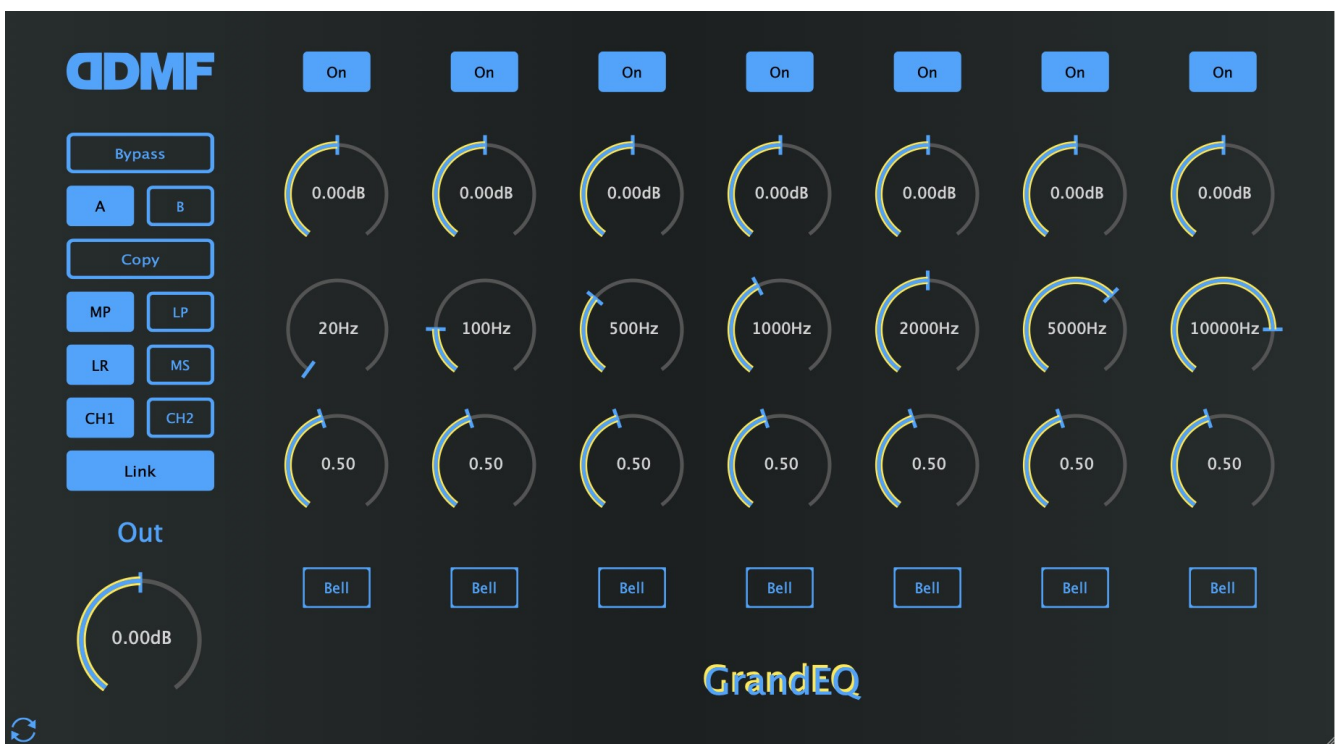 DDMF
On On On On On On On
Bypass
0.00dB 0.00dB 0.00dB 0.00dB 0.00dB 0.00dB 0.00dB
A B
Copy
MP LP
20Hz 100Hz 500Hz 1000Hz 2000Hz 5000Hz 10000Hz
LR MS
CH1 CH2
Link
0.50 0.50 0.50 0.50 0.50 0.50 0.50
Out
Bell Bell Bell Bell Bell Bell Bell
0.00dB
GrandEQ